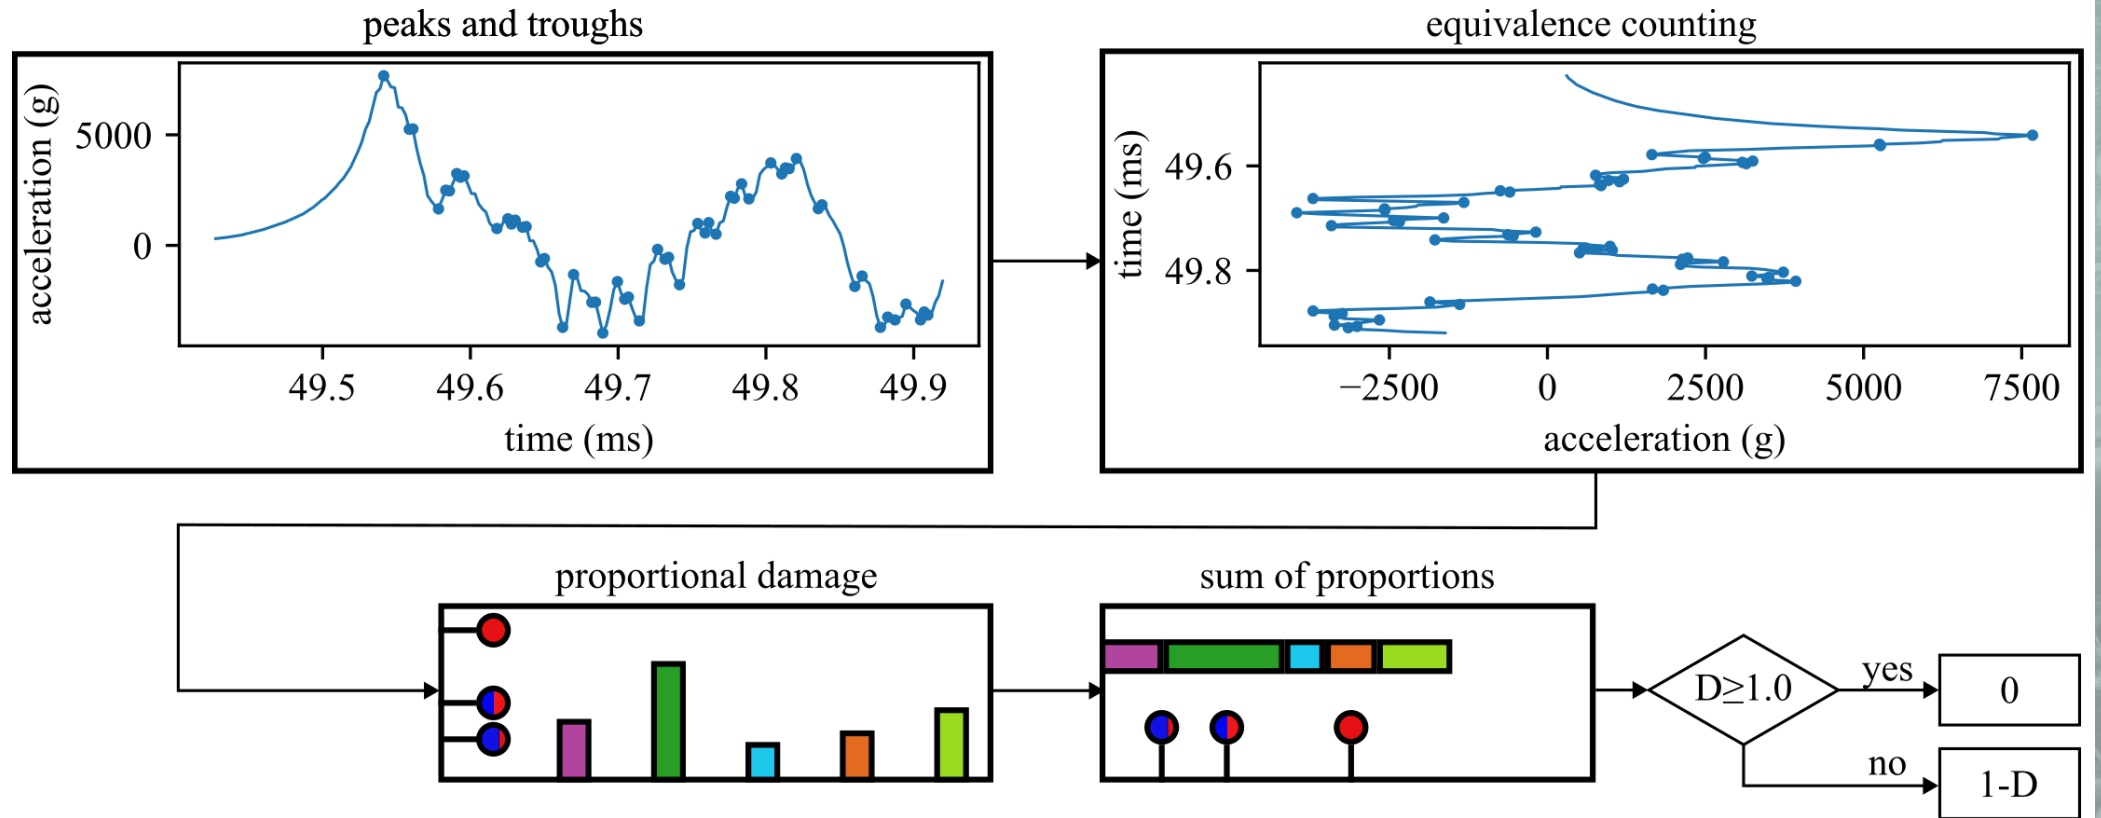 peaks and troughs
acceleration (g)
5000
0
49.5 49.6 49.7 49.8 49.9
time (ms)
equivalence counting
time (ms)
49.6
49.8
−2500 0 2500 5000 7500
acceleration (g)
proportional damage
sum of proportions
D≥1.0
yes
0
no
1-D